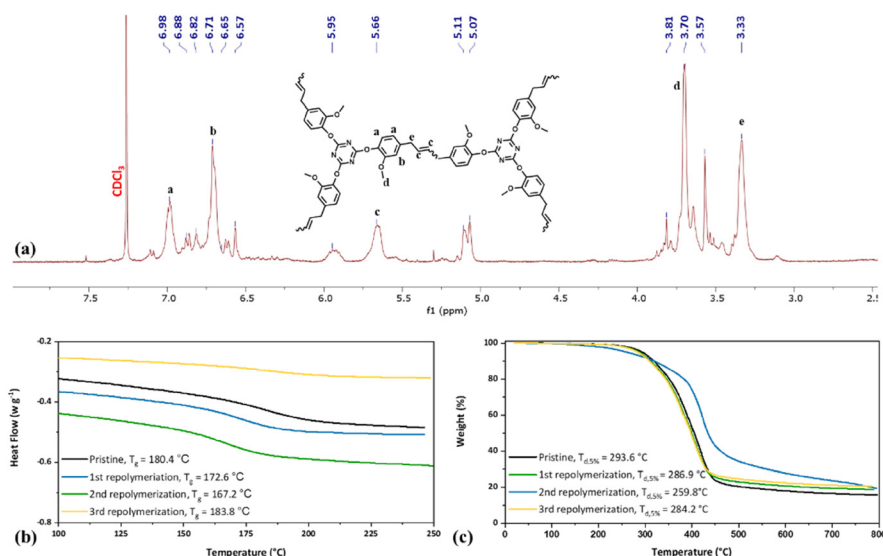 6.98 6.88 6.82 6.71 6.65 6.57 5.95 5.66 5.11 5.07 3.81 3.70 3.57 3.33
CDCl3
a
b
c
d
e
a a e c
b c
d
O O N N N O O O
O N N N O
(a)
7.5 7.0 6.5 6.0 5.5 5.0 4.5 4.0 3.5 3.0 2.5
f1 (ppm)
Heat Flow (w g-1)
-0.2
-0.4
-0.6
-0.8
Pristine, Tg = 180.4 °C
1st repolymeriation, Tg = 172.6 °C
2nd repolymerization, Tg = 167.2 °C
3rd repolymerization, Tg = 183.8 °C
100 150 200 250
(b)
Temperature (°C)
Weight (%)
100
80
60
40
20
0
Pristine, Td,5% = 293.6 °C
1st repolymerization, Td,5% = 286.9 °C
2nd repolymerization, Td,5% = 259.8°C
3rd repolymerization, Td,5% = 284.2 °C
0 100 200 300 400 500 600 700 800
(c)
Temperature (°C)